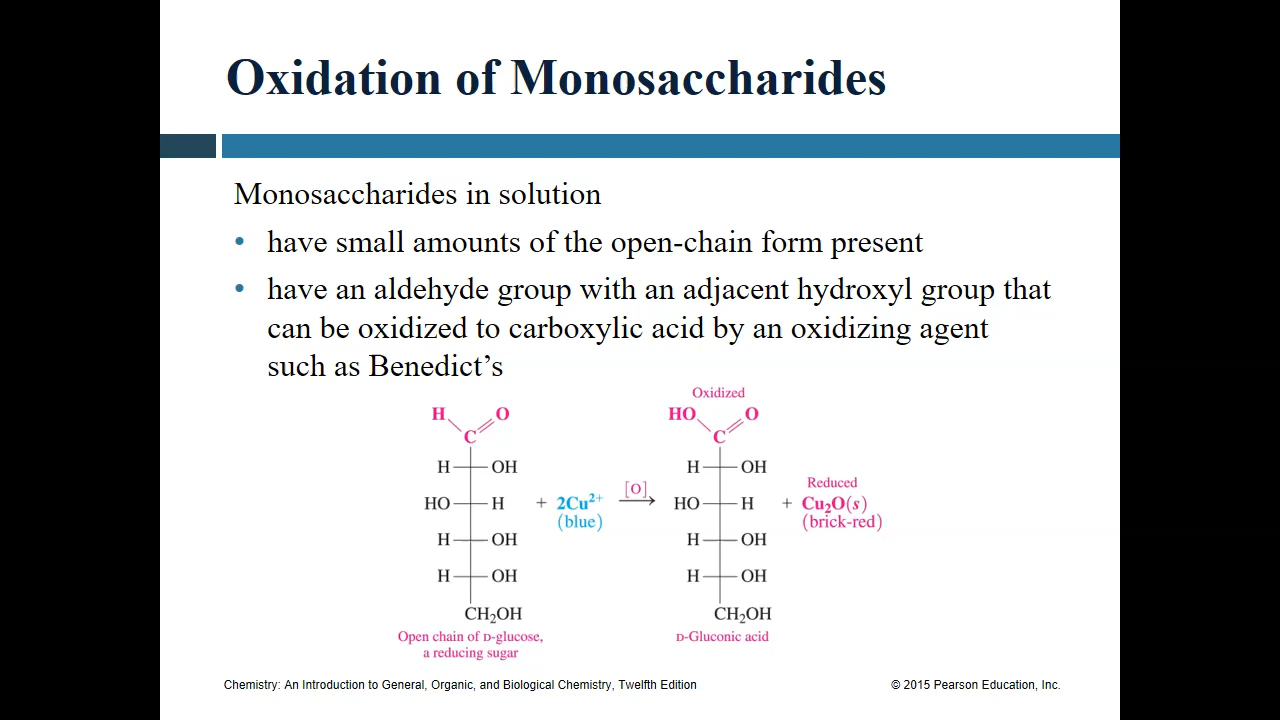 Oxidation of Monosaccharides
Monosaccharides in solution
• have small amounts of the open-chain form present
• have an aldehyde group with an adjacent hydroxyl group that
can be oxidized to carboxylic acid by an oxidizing agent
such as Benedict's
H O
C
H OH
HO H
H OH
H OH
CH₂OH
Open chain of D-glucose,
a reducing sugar
+ 2Cu²⁺
(blue)
[O]
Oxidized
HO O
C
H OH
HO H
H OH
H OH
CH₂OH
D-Gluconic acid
Reduced
+ Cu₂O(s)
(brick-red)
Chemistry: An Introduction to General, Organic, and Biological Chemistry, Twelfth Edition
© 2015 Pearson Education, Inc.